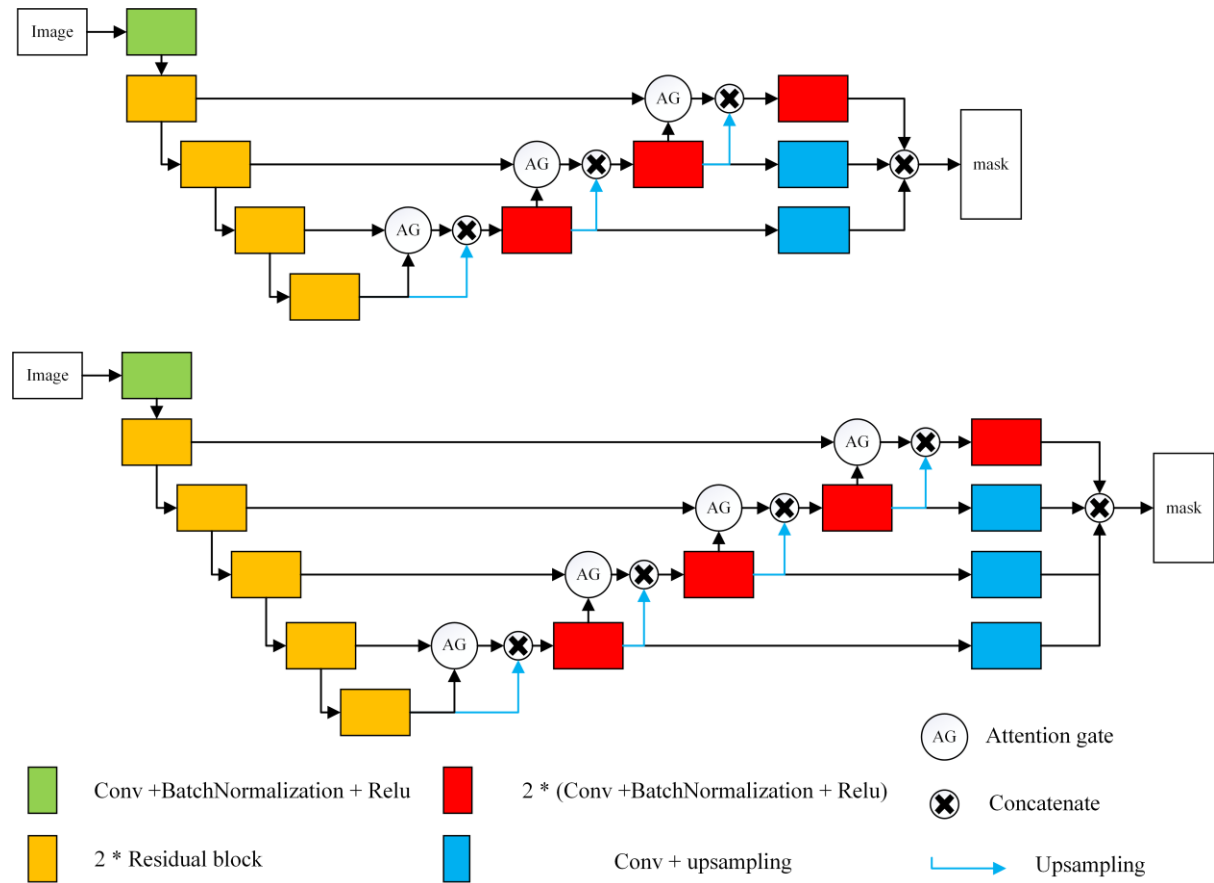 Image
AG
AG
mask
AG
Image
AG
AG
mask
AG
AG
AG Attention gate
Conv +BatchNormalization + Relu
2 * (Conv +BatchNormalization + Relu)
Concatenate
2 * Residual block
Conv + upsampling
Upsampling